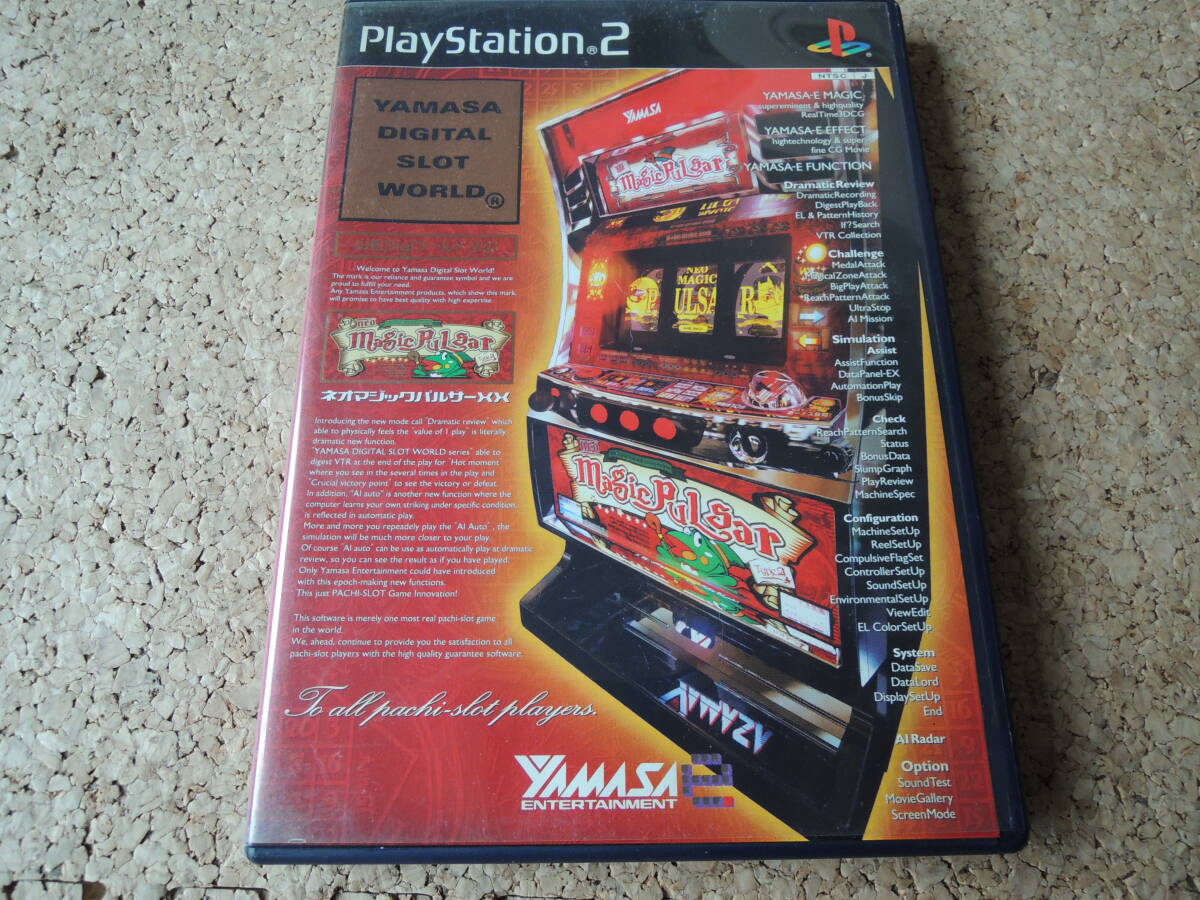 PlayStation®2
NTSC J
YAMASA
DIGITAL
SLOT
WORLD®
Welcome to Yamasa Digital Slot World!
The mark is our reliance and guarantee symbol and we are
proud to fulfill your need.
Any Yamasa Entertainment products, which show this mark,
will promise to have best quality with high expertise.
neo
Magic Pulsar
ネオマジックパルサーXX
Introducing the new mode call "Dramatic review" which
able to physically feels the "value of 1 play" is literally
dramatic new function.
"YAMASA DIGITAL SLOT WORLD series" able to
digest VTR at the end of the play for "Hot moment"
where you see in the several times in the play and
"Crucial victory point" to see the victory or defeat.
In addition, "AI auto" is another new function where the
computer learns your own striking under specific condition,
is reflected in automatic play.
More and more you repeadely play the "AI Auto", the
simulation will be much more closer to your play.
Of course "AI auto" can be use as automatically play at dramatic
review, so you can see the result as if you have played.
Only Yamasa Entertainment could have introduced
with this epoch-making new functions.
This just PACHI-SLOT Game Innovation!
This software is merely one most real pachi-slot game
in the world.
We, ahead, continue to provide you the satisfaction to all
pachi-slot players with the high quality guarantee software.
To all pachi-slot players.
YAMASA e
ENTERTAINMENT
YAMASA
Magic Pulsar
NEO
MAGIC
PULSAR
Magic Pulsar
Type 2
YAMASA
YAMASA-E MAGIC
supereminent & highquality
RealTime3DCG
YAMASA-E EFFECT
hightechnology & super
fine CG Movie
YAMASA-E FUNCTION
DramaticReview
DramaticRecording
DigestPlayBack
EL & PatternHistory
If?Search
VTR Collection
Challenge
MedalAttack
MagicalZoneAttack
BigPlayAttack
ReachPatternAttack
UltraStop
AI Mission
Simulation
Assist
AssistFunction
DataPanel-EX
AutomationPlay
BonusSkip
Check
ReachPatternSearch
Status
BonusData
SlumpGraph
PlayReview
MachineSpec
Configuration
MachineSetUp
ReelSetUp
CompulsiveFlagSet
ControllerSetUp
SoundSetUp
EnvironmentalSetUp
ViewEdit
EL ColorSetUp
System
DataSave
DataLord
DisplaySetUp
End
AI Radar
Option
SoundTest
MovieGallery
ScreenMode